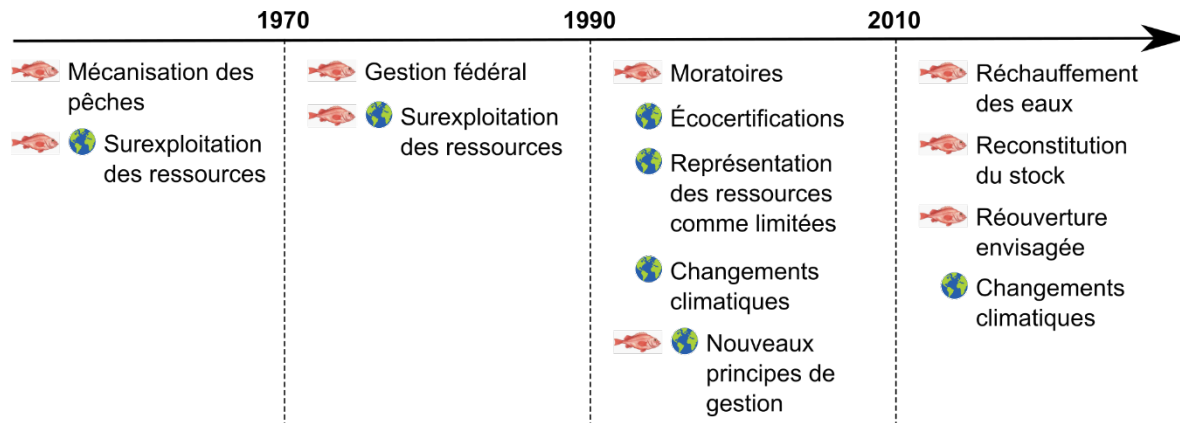 1970
1990
2010
Mécanisation des
pêches
Surexploitation
des ressources
Gestion fédéral
Surexploitation
des ressources
Moratoires
Écocertifications
Représentation
des ressources
comme limitées
Changements
climatiques
Nouveaux
principes de
gestion
Réchauffement
des eaux
Reconstitution
du stock
Réouverture
envisagée
Changements
climatiques